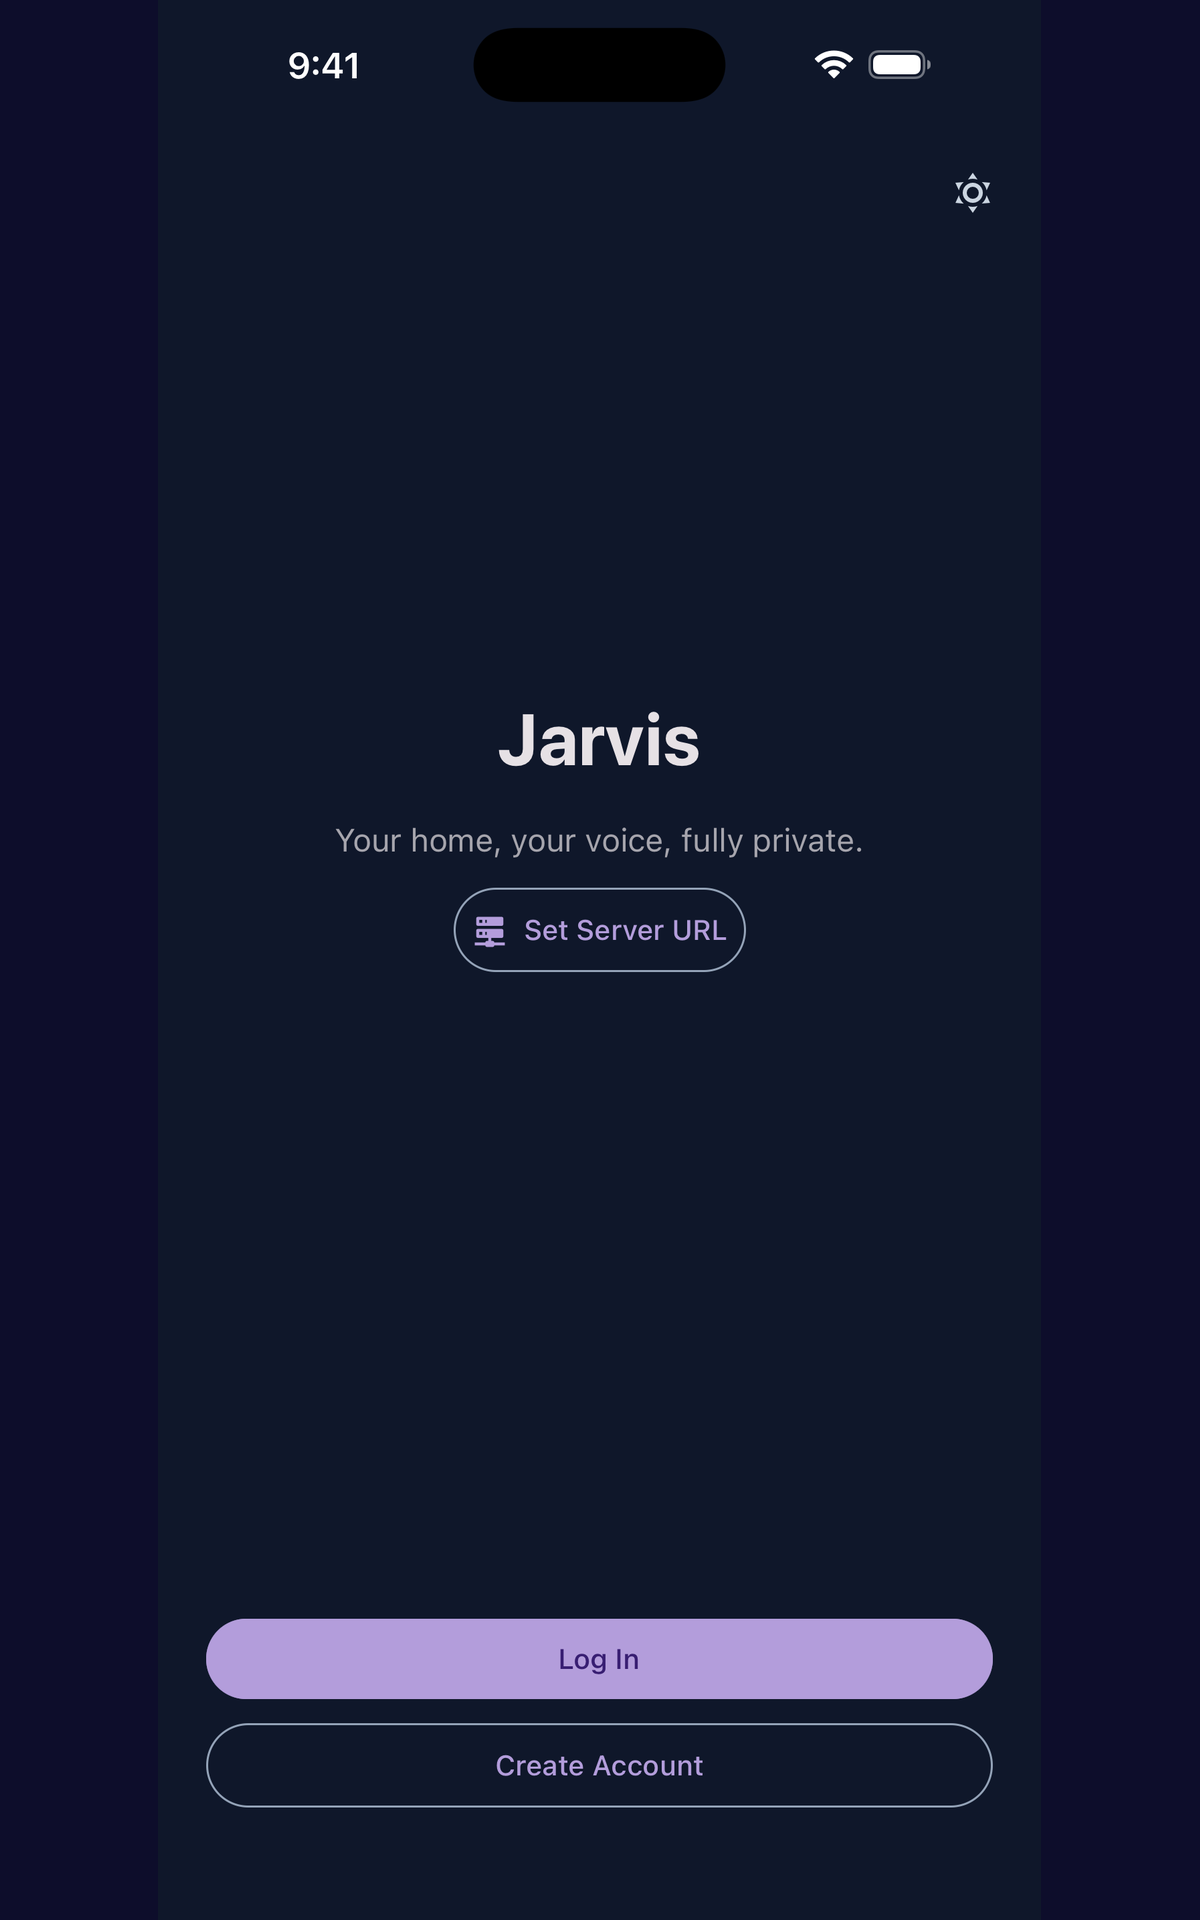 9:41
Jarvis
Your home, your voice, fully private.
Set Server URL
Log In
Create Account